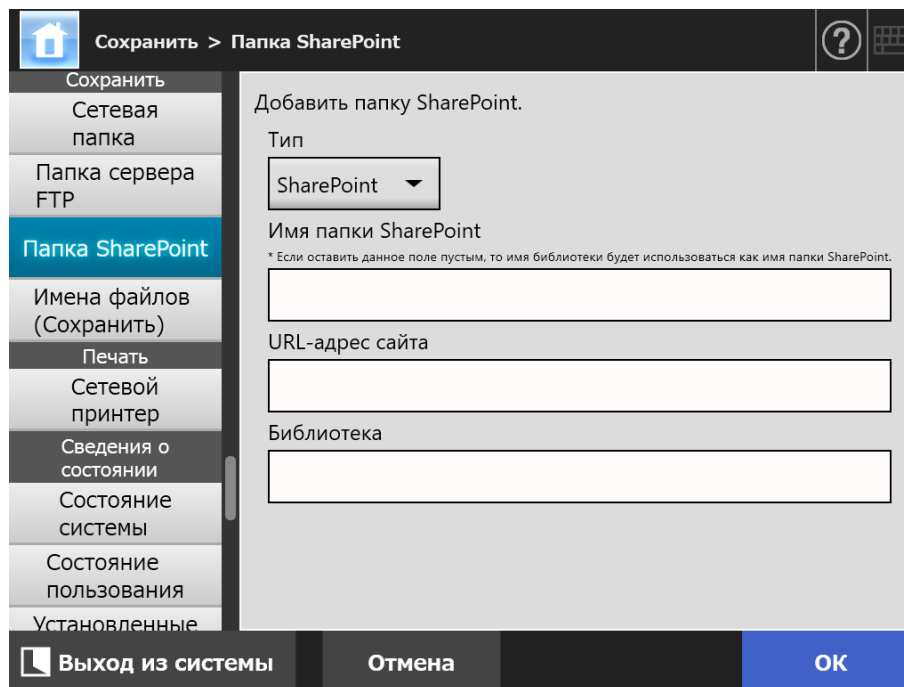 Сохранить > Папка SharePoint
?
Сохранить
Сетевая
папка
Папка сервера
FTP
Папка SharePoint
Имена файлов
(Сохранить)
Печать
Сетевой
принтер
Сведения о
состоянии
Состояние
системы
Состояние
пользования
Установленные
Добавить папку SharePoint.
Тип
SharePoint
Имя папки SharePoint
* Если оставить данное поле пустым, то имя библиотеки будет использоваться как имя папки SharePoint.
URL-адрес сайта
Библиотека
Выход из системы
Отмена
ОК